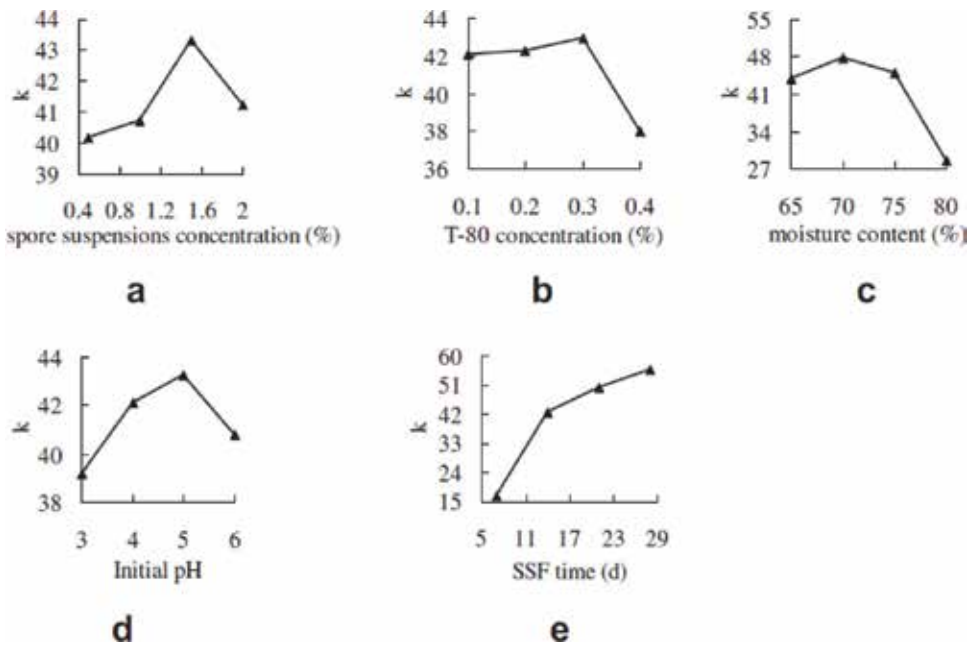 44
43
42
41
40
39
k
0.4 0.8 1.2 1.6 2
spore suspensions concentration (%)
a
44
42
40
38
36
k
0.1 0.2 0.3 0.4
T-80 concentration (%)
b
55
48
41
34
27
k
65 70 75 80
moisture content (%)
c
44
42
40
38
k
3 4 5 6
Initial pH
d
60
51
42
33
24
15
k
5 11 17 23 29
SSF time (d)
e